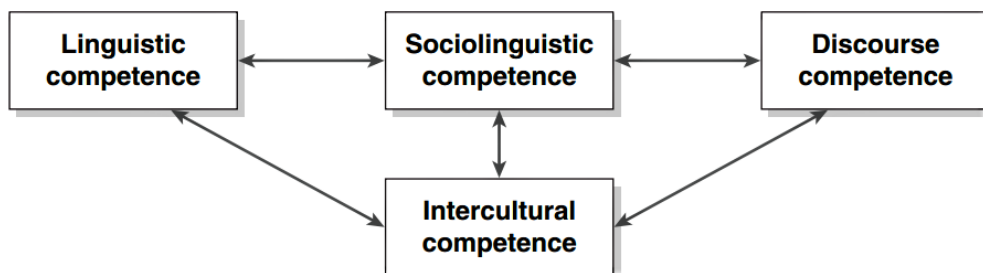 Linguistic
competence
Sociolinguistic
competence
Discourse
competence
Intercultural
competence